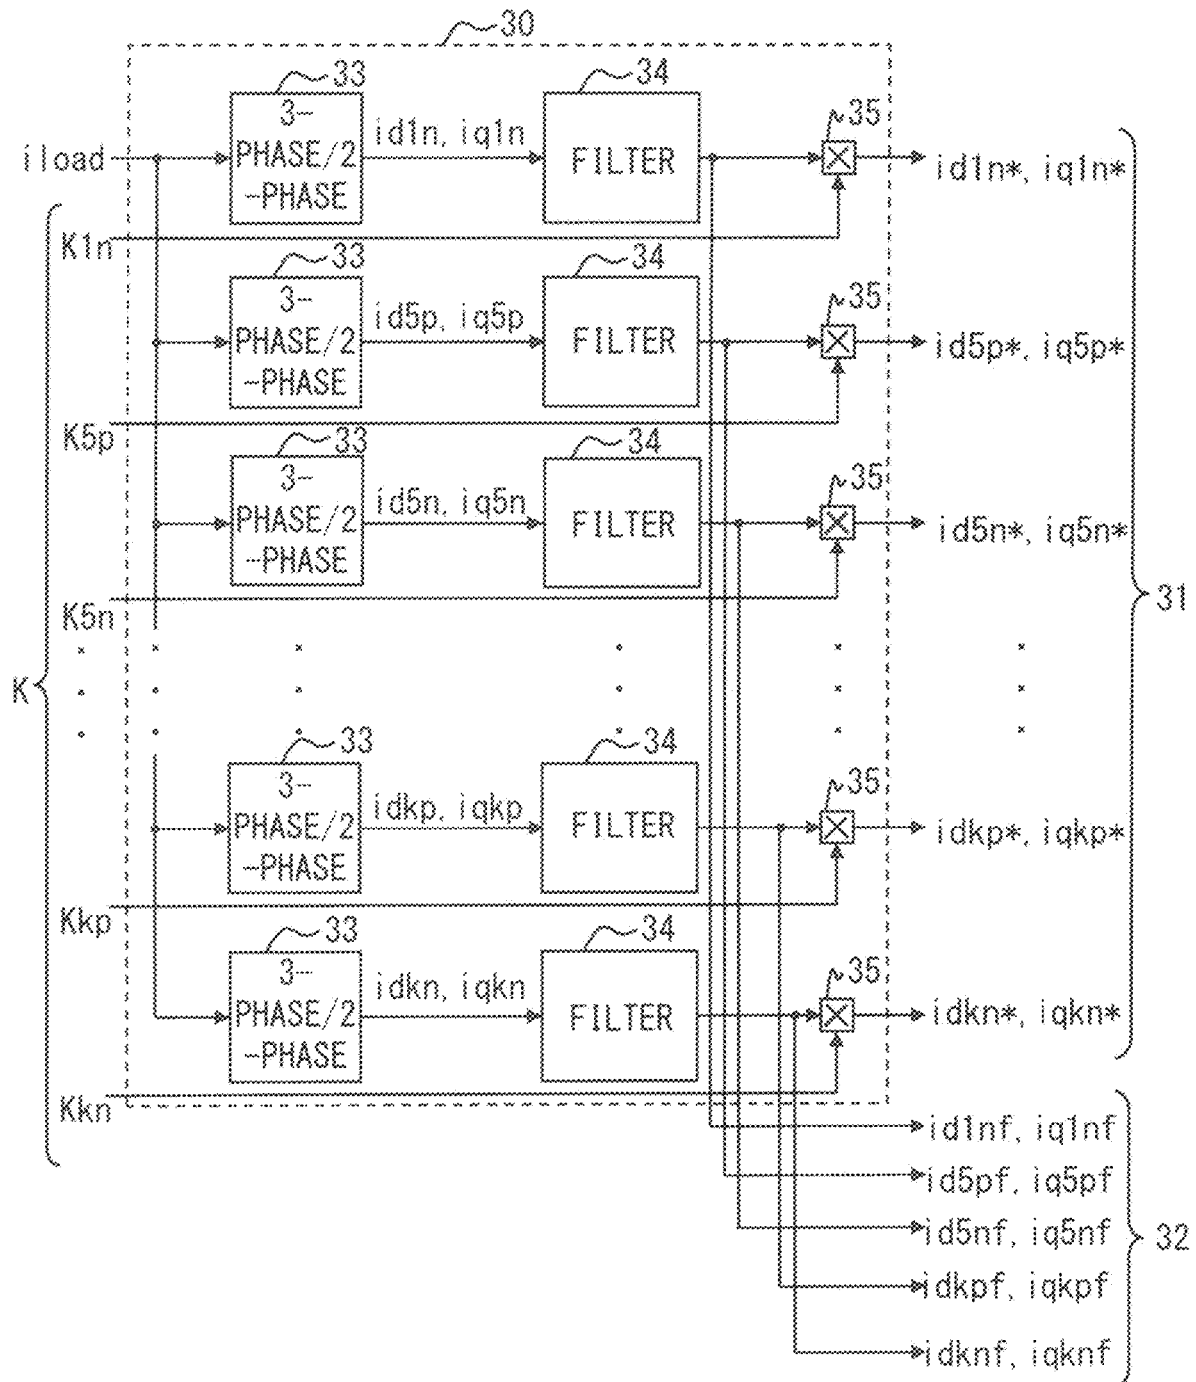 30
33
34
35
3-
PHASE/2
-PHASE
iload
id1n, iq1n
FILTER
id1n*, iq1n*
K1n
33
34
35
3-
PHASE/2
-PHASE
id5p, iq5p
FILTER
id5p*, iq5p*
K5p
33
34
35
3-
PHASE/2
-PHASE
id5n, iq5n
FILTER
id5n*, iq5n*
K5n
31
K
33
34
35
3-
PHASE/2
-PHASE
idkp, iqkp
FILTER
idkp*, iqkp*
Kkp
33
34
35
3-
PHASE/2
-PHASE
idkn, iqkn
FILTER
idkn*, iqkn*
Kkn
id1nf, iq1nf
id5pf, iq5pf
id5nf, iq5nf
32
idkpf, iqkpf
idknf, iqknf